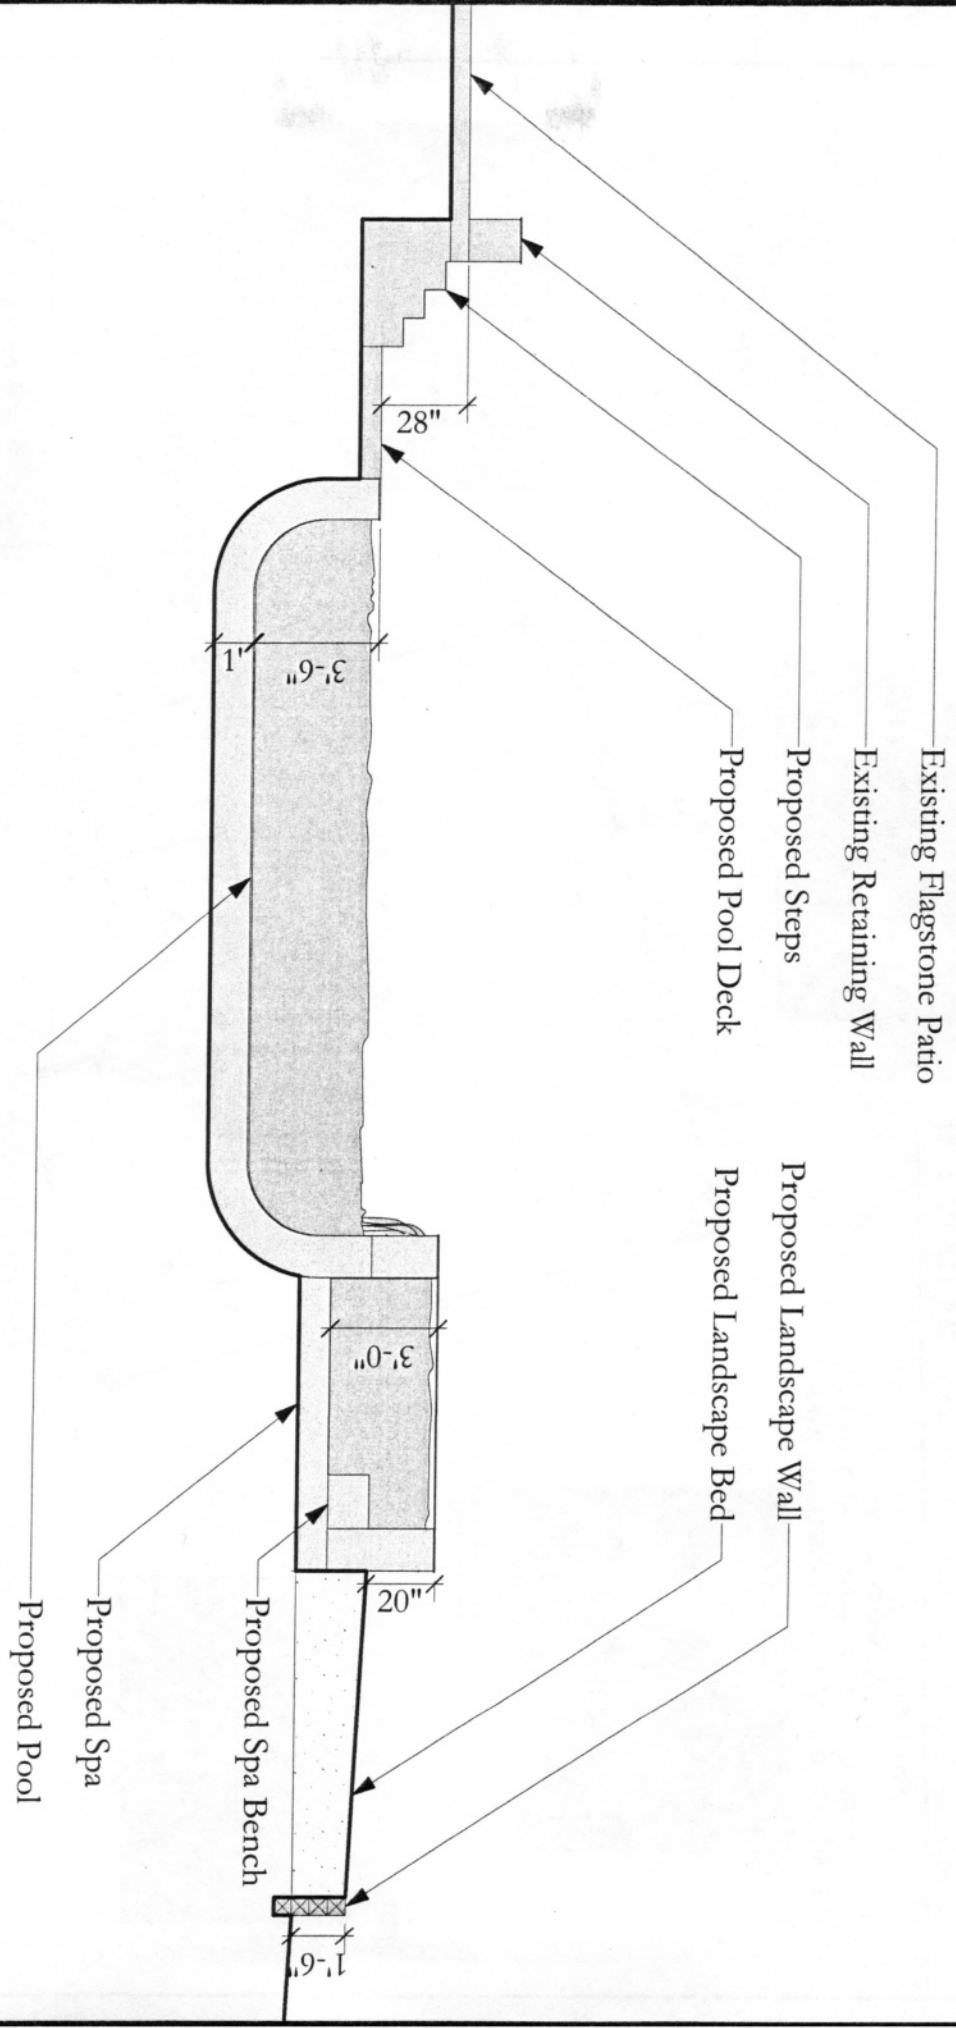 Existing Flagstone Patio
Existing Retaining Wall
Proposed Steps
Proposed Pool Deck
Proposed Landscape Wall
Proposed Landscape Bed
28"
1'
3'-6"
3'-0"
20"
1'-6"
Proposed Spa Bench
Proposed Spa
Proposed Pool